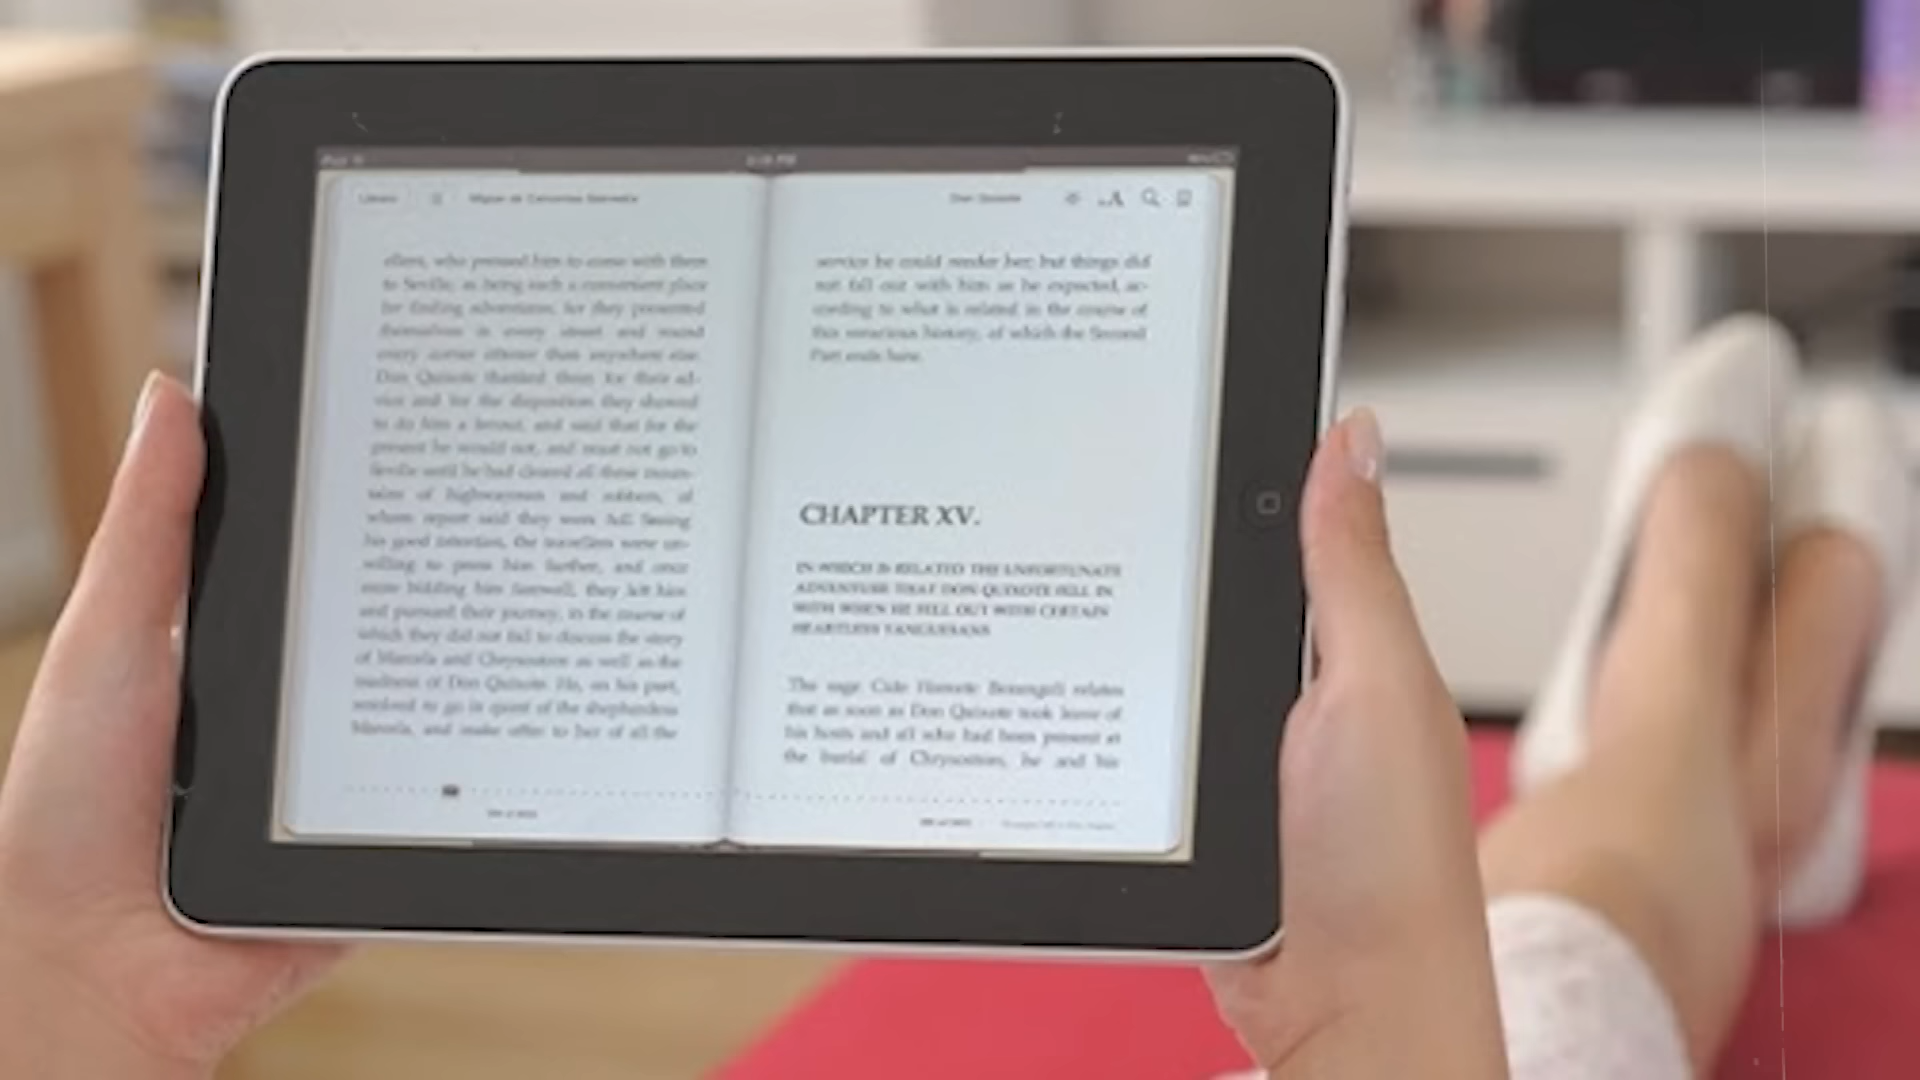 Library Miguel de Cervantes Saavedra
ellers, who pressed him to come with them
to Seville, as being such a convenient place
for finding adventures, for they presented
themselves in every street and round
every corner oftener than anywhere else.
Don Quixote thanked them for their ad-
vice and for the disposition they showed
to do him a favour, and said that for the
present he would not, and must not go to
Seville until he had cleared all these moun-
tains of highwaymen and robbers, of
whom report said they were full. Seeing
his good intention, the travellers were un-
willing to press him further, and once
more bidding him farewell, they left him
and pursued their journey, in the course of
which they did not fail to discuss the story
of Marcela and Chrysostom as well as the
madness of Don Quixote. He, on his part,
resolved to go in quest of the shepherdess
Marcela, and make offer to her of all the
Don Quixote AA
service he could render her; but things did
not fall out with him as he expected, ac-
cording to what is related in the course of
this veracious history, of which the Second
Part ends here.
CHAPTER XV.
IN WHICH IS RELATED THE UNFORTUNATE
ADVENTURE THAT DON QUIXOTE FELL IN
WITH WHEN HE FELL OUT WITH CERTAIN
HEARTLESS YANGUESANS
The sage Cide Hamete Benengeli relates
that as soon as Don Quixote took leave of
his hosts and all who had been present at
the burial of Chrysostom, he and his